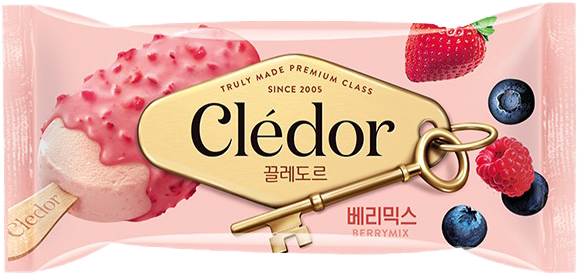 TRULY MADE PREMIUM CLASS
SINCE 2005
Clédor
끌레도르
Clédor
베리믹스
BERRYMIX